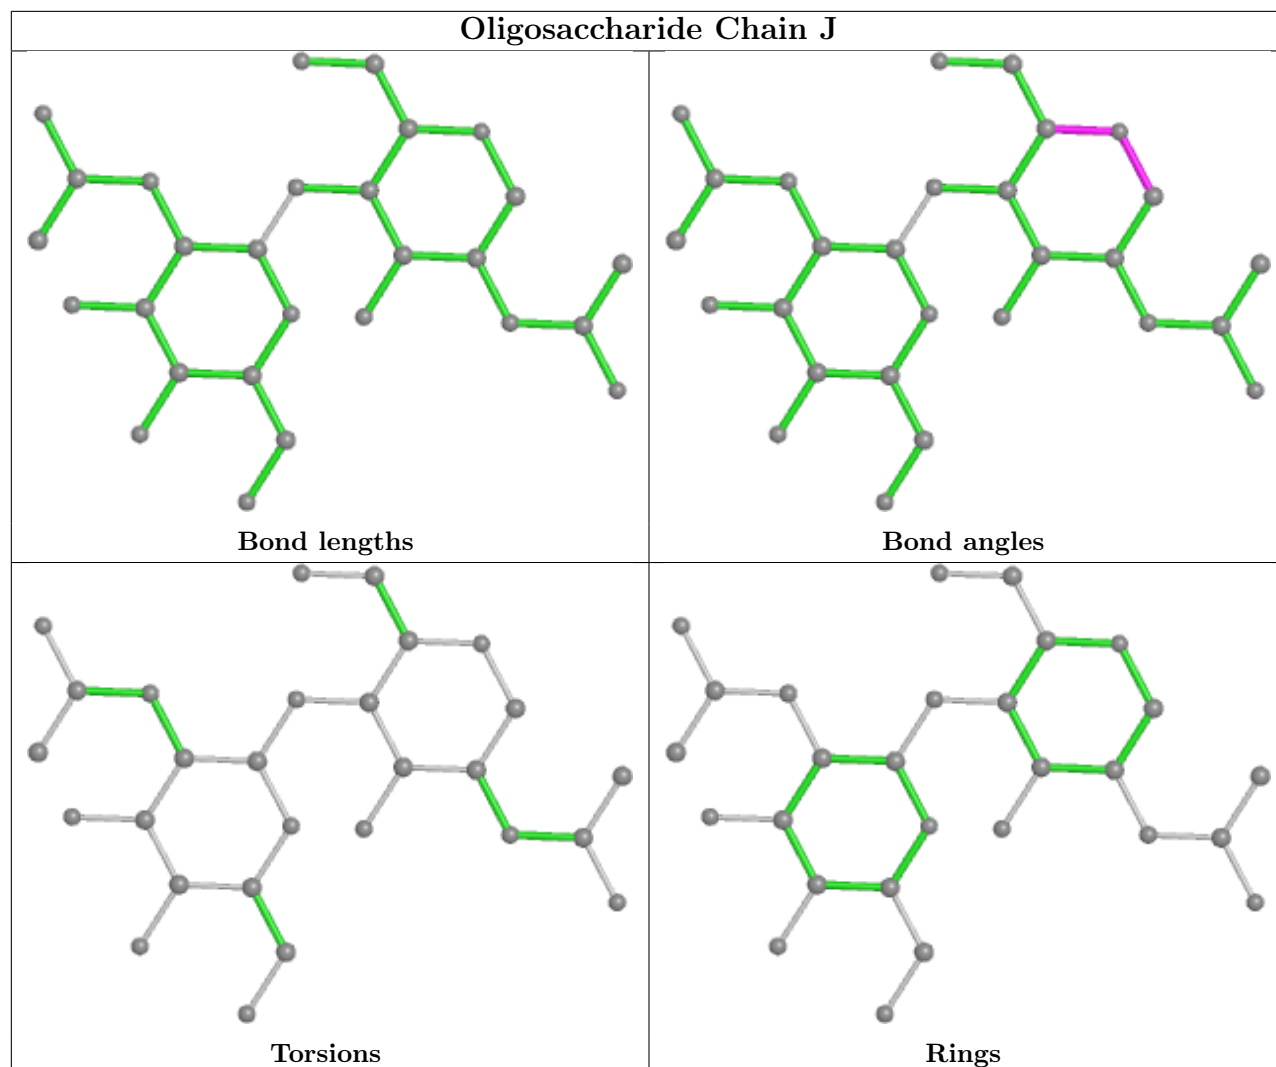 Oligosaccharide Chain J
Bond lengths
Bond angles
Torsions
Rings